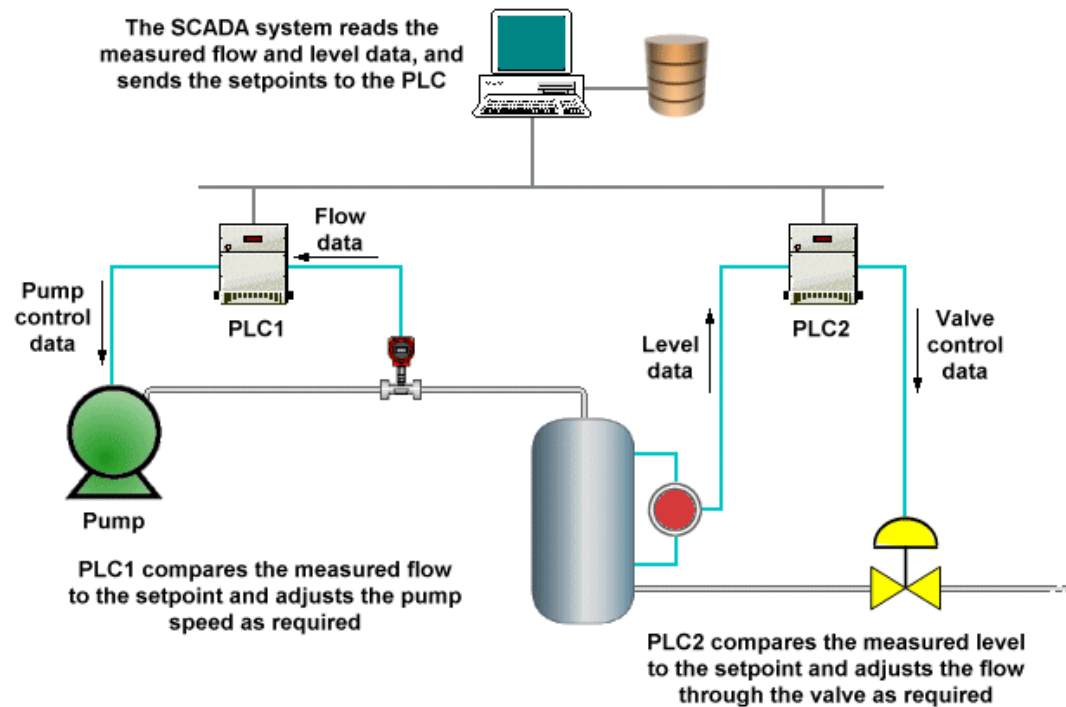 The SCADA system reads the
measured flow and level data, and
sends the setpoints to the PLC
Flow
data
Pump
control
data
PLC1
PLC2
Level
data
Valve
control
data
Pump
PLC1 compares the measured flow
to the setpoint and adjusts the pump
speed as required
PLC2 compares the measured level
to the setpoint and adjusts the flow
through the valve as required